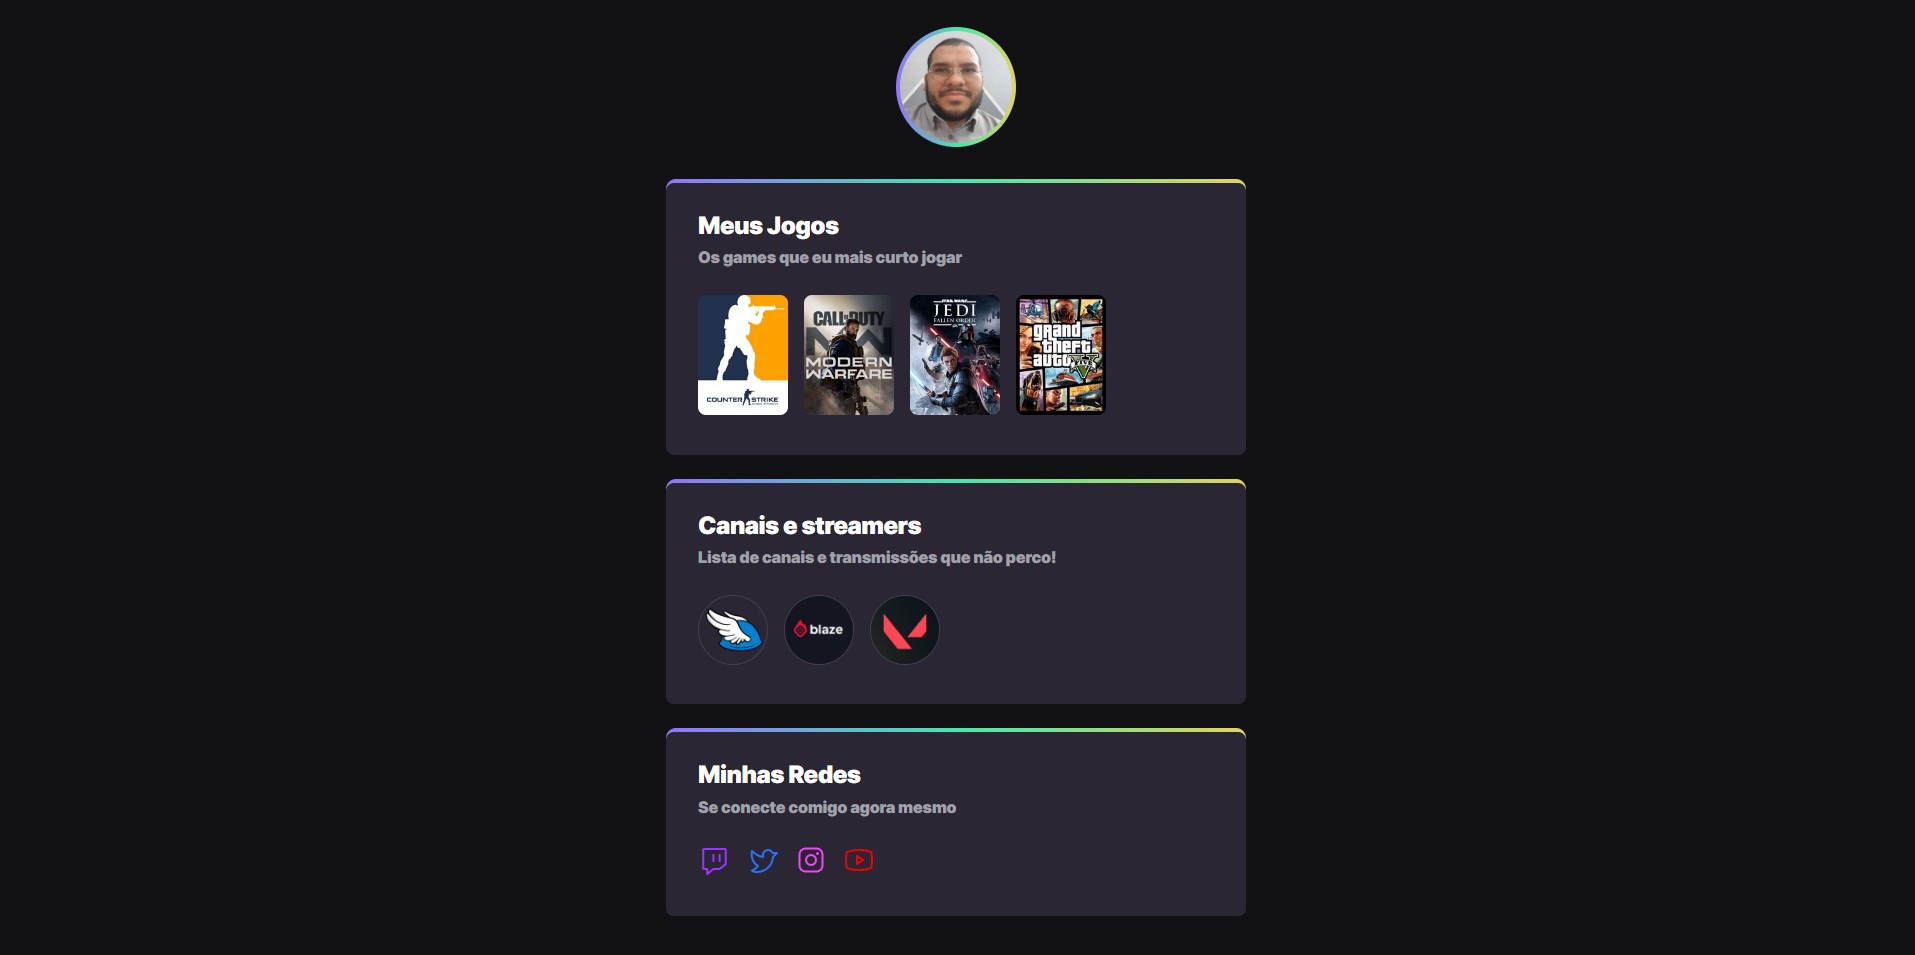 Meus Jogos
Os games que eu mais curto jogar
COUNTER STRIKE
CALL OF DUTY
MODERN
WARFARE
STAR WARS
JEDI
FALLEN ORDER
grand
theft
auto V
Canais e streamers
Lista de canais e transmissões que não perco!
blaze
Minhas Redes
Se conecte comigo agora mesmo